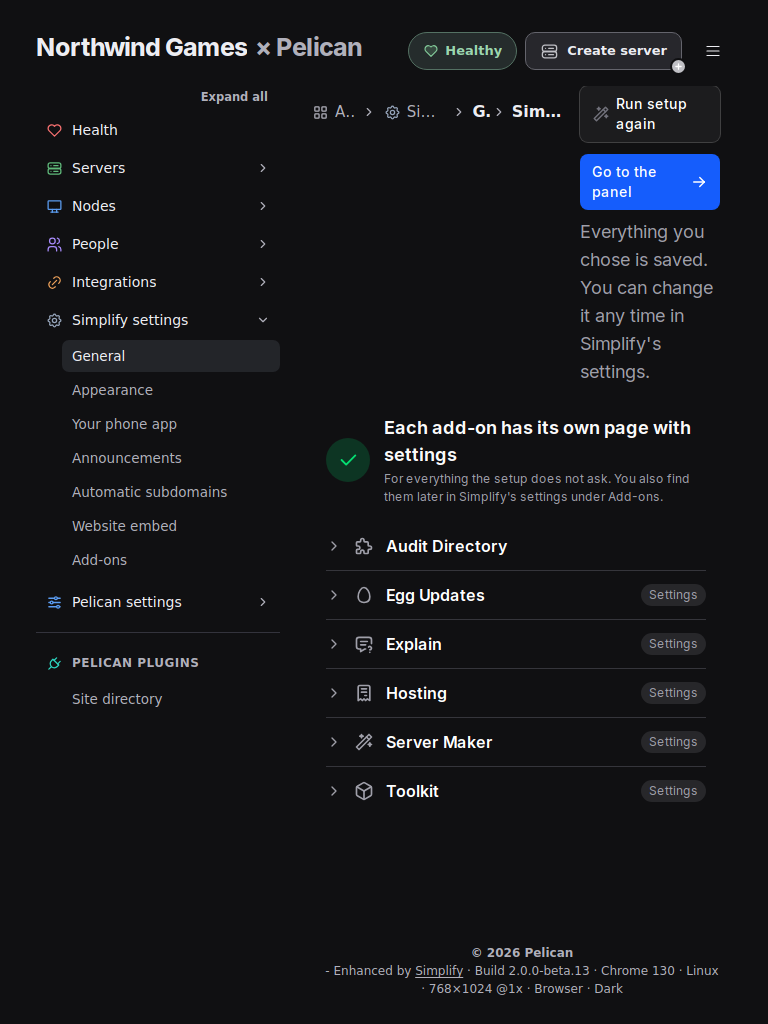 Northwind Games × Pelican
Healthy
Create server
Expand all
Health
Servers
Nodes
People
Integrations
Simplify settings
General
Appearance
Your phone app
Announcements
Automatic subdomains
Website embed
Add-ons
Pelican settings
PELICAN PLUGINS
Site directory
A.. > Si... > G. > Sim...
Run setup
again
Go to the
panel
Everything you
chose is saved.
You can change
it any time in
Simplify's
settings.
Each add-on has its own page with
settings
For everything the setup does not ask. You also find
them later in Simplify's settings under Add-ons.
Audit Directory
Egg Updates Settings
Explain Settings
Hosting Settings
Server Maker Settings
Toolkit Settings
© 2026 Pelican
- Enhanced by Simplify · Build 2.0.0-beta.13 · Chrome 130 · Linux
· 768×1024 @1x · Browser · Dark